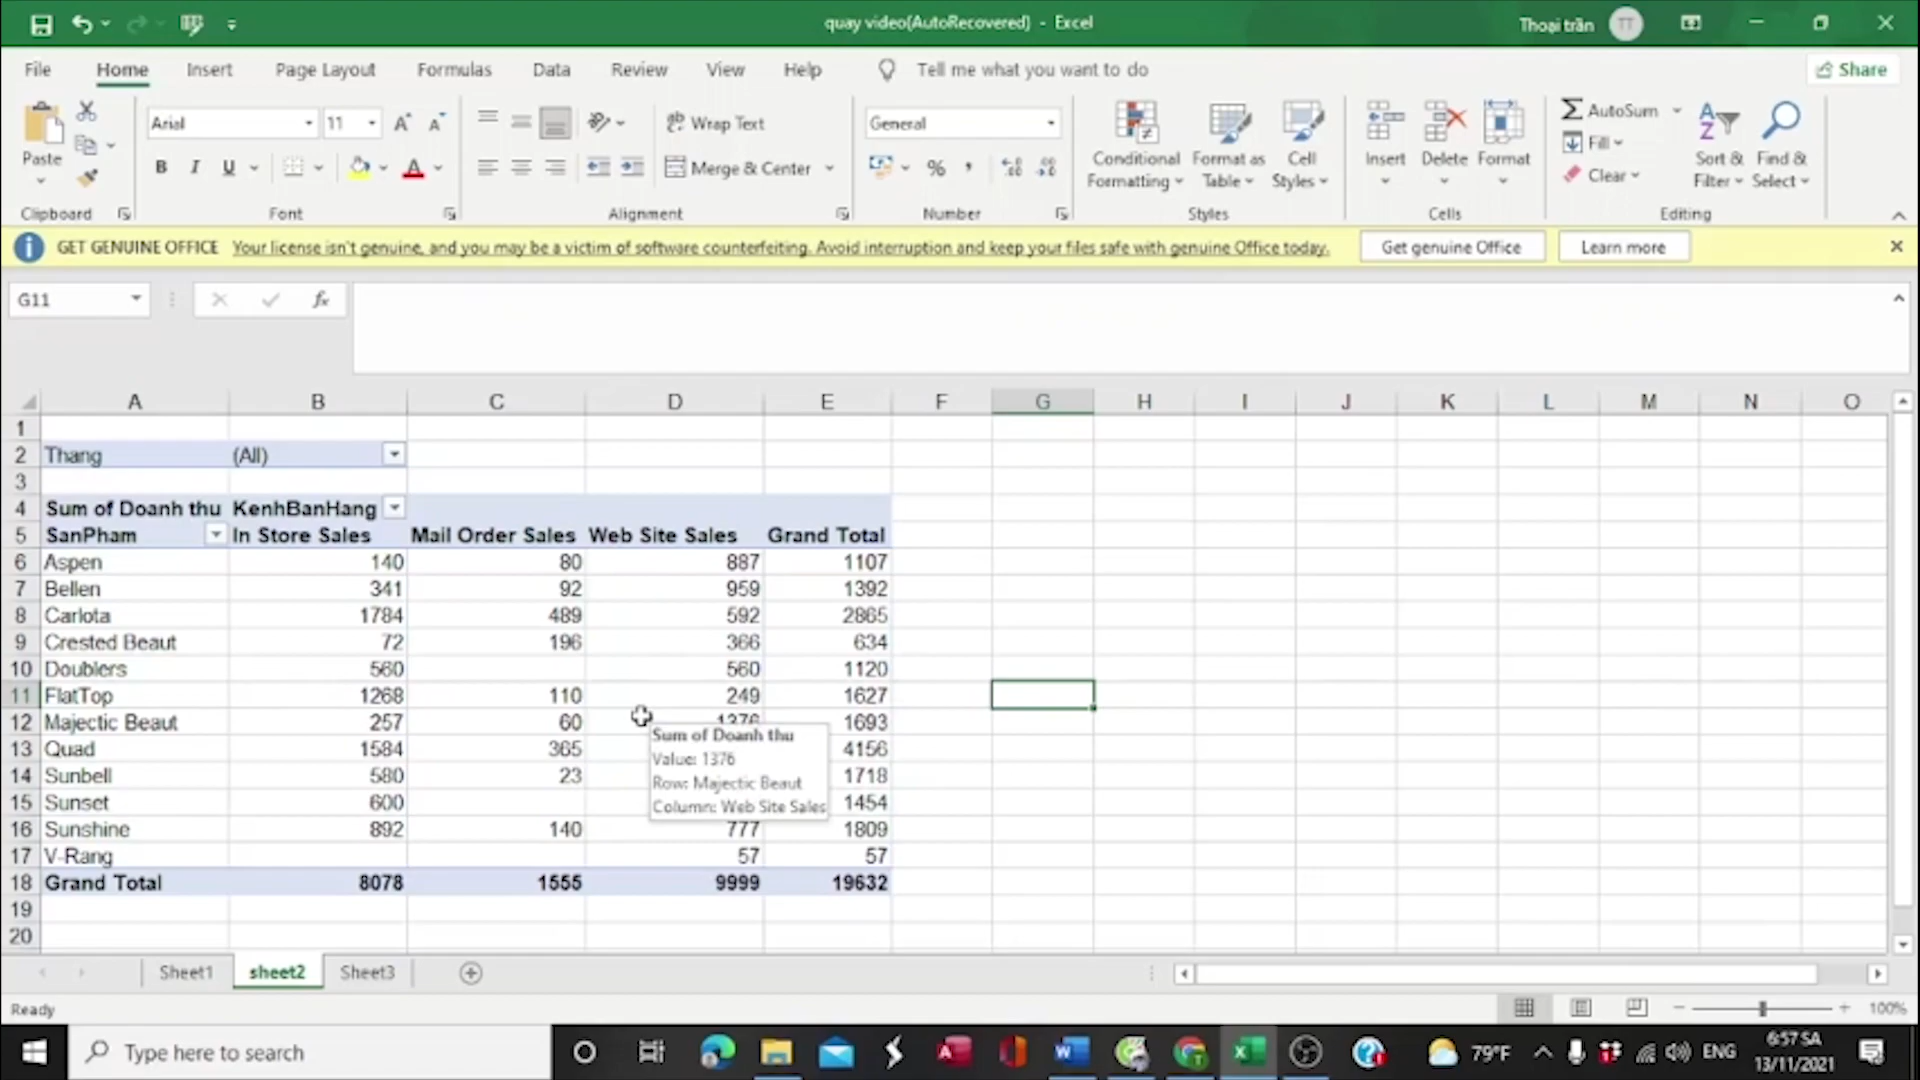 quay video(AutoRecovered) - Excel
Thoại trần TT
File Home Insert Page Layout Formulas Data Review View Help Tell me what you want to do Share
Paste
Arial 11
B I U
Wrap Text
Merge & Center
General
Conditional Formatting
Format as Table
Cell Styles
Insert Delete Format
AutoSum
Fill
Clear
Sort & Filter
Find & Select
Clipboard Font Alignment Number Styles Cells Editing
GET GENUINE OFFICE Your license isn't genuine, and you may be a victim of software counterfeiting. Avoid interruption and keep your files safe with genuine Office today. Get genuine Office Learn more
G11 fx
A B C D E F G H I J K L M N O
1
2 Thang (All)
3
4 Sum of Doanh thu KenhBanHang
5 SanPham In Store Sales Mail Order Sales Web Site Sales Grand Total
6 Aspen 140 80 887 1107
7 Bellen 341 92 959 1392
8 Carlota 1784 489 592 2865
9 Crested Beaut 72 196 366 634
10 Doublers 560 560 1120
11 FlatTop 1268 110 249 1627
12 Majectic Beaut 257 60 1376 1693
13 Quad 1584 365 4156
14 Sunbell 580 23 1718
15 Sunset 600 1454
16 Sunshine 892 140 777 1809
17 V-Rang 57 57
18 Grand Total 8078 1555 9999 19632
19
20
Sum of Doanh thu
Value: 1376
Row: Majectic Beaut
Column: Web Site Sales
Sheet1 sheet2 Sheet3
Ready 100%
Type here to search 79°F ENG 6:57 SA
13/11/2021